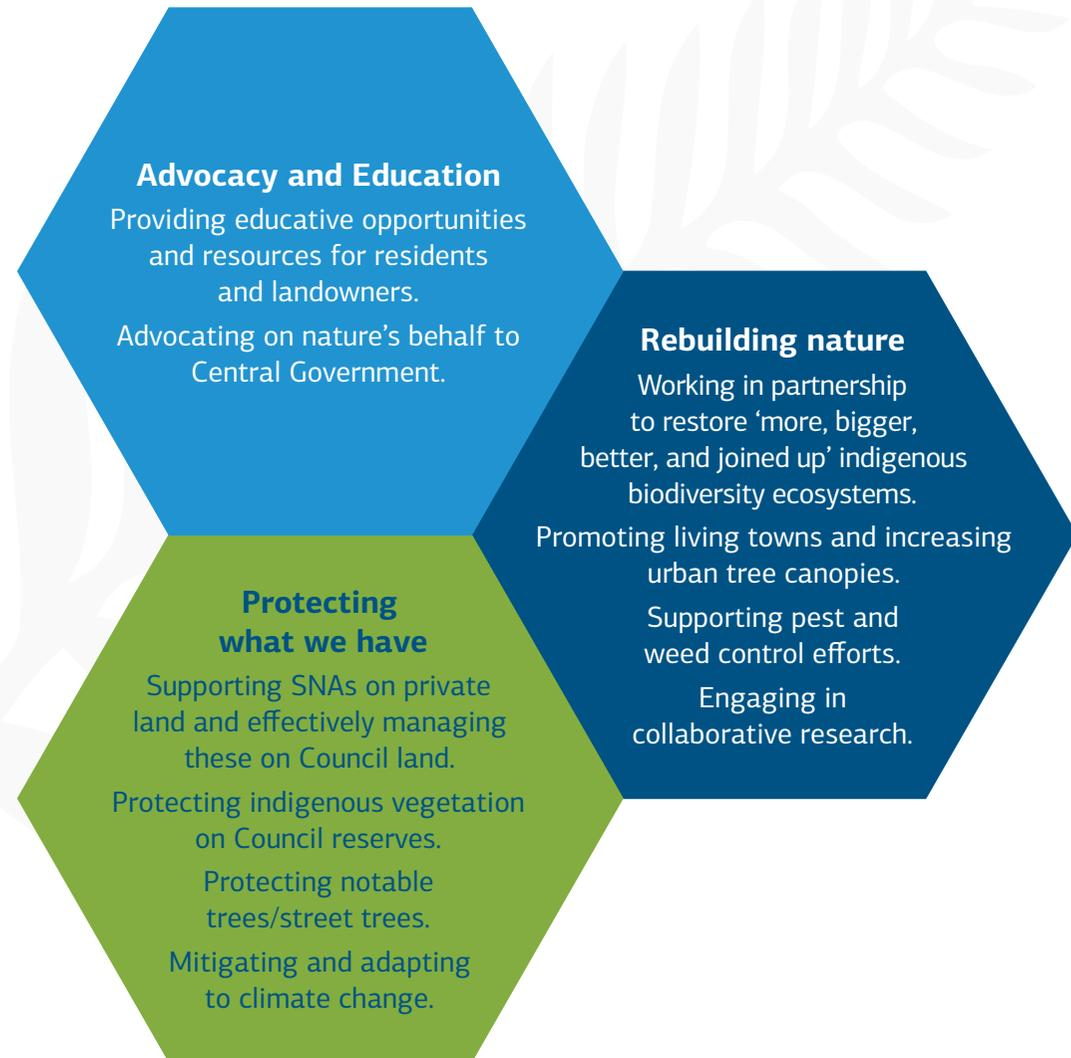 Advocacy and Education
Providing educative opportunities
and resources for residents
and landowners.
Advocating on nature’s behalf to
Central Government.
Rebuilding nature
Working in partnership
to restore ‘more, bigger,
better, and joined up’ indigenous
biodiversity ecosystems.
Promoting living towns and increasing
urban tree canopies.
Supporting pest and
weed control efforts.
Engaging in
collaborative research.
Protecting
what we have
Supporting SNAs on private
land and effectively managing
these on Council land.
Protecting indigenous vegetation
on Council reserves.
Protecting notable
trees/street trees.
Mitigating and adapting
to climate change.